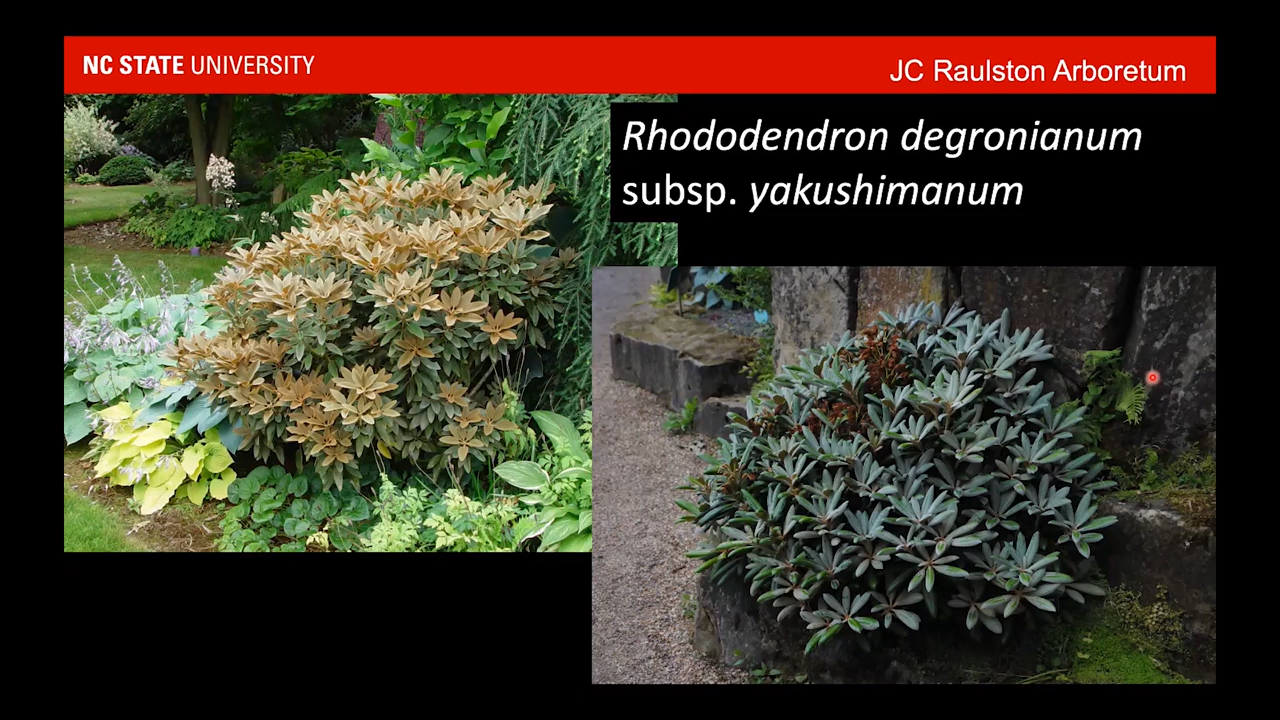 NC STATE UNIVERSITY
JC Raulston Arboretum
Rhododendron degronianum
subsp. yakushimanum